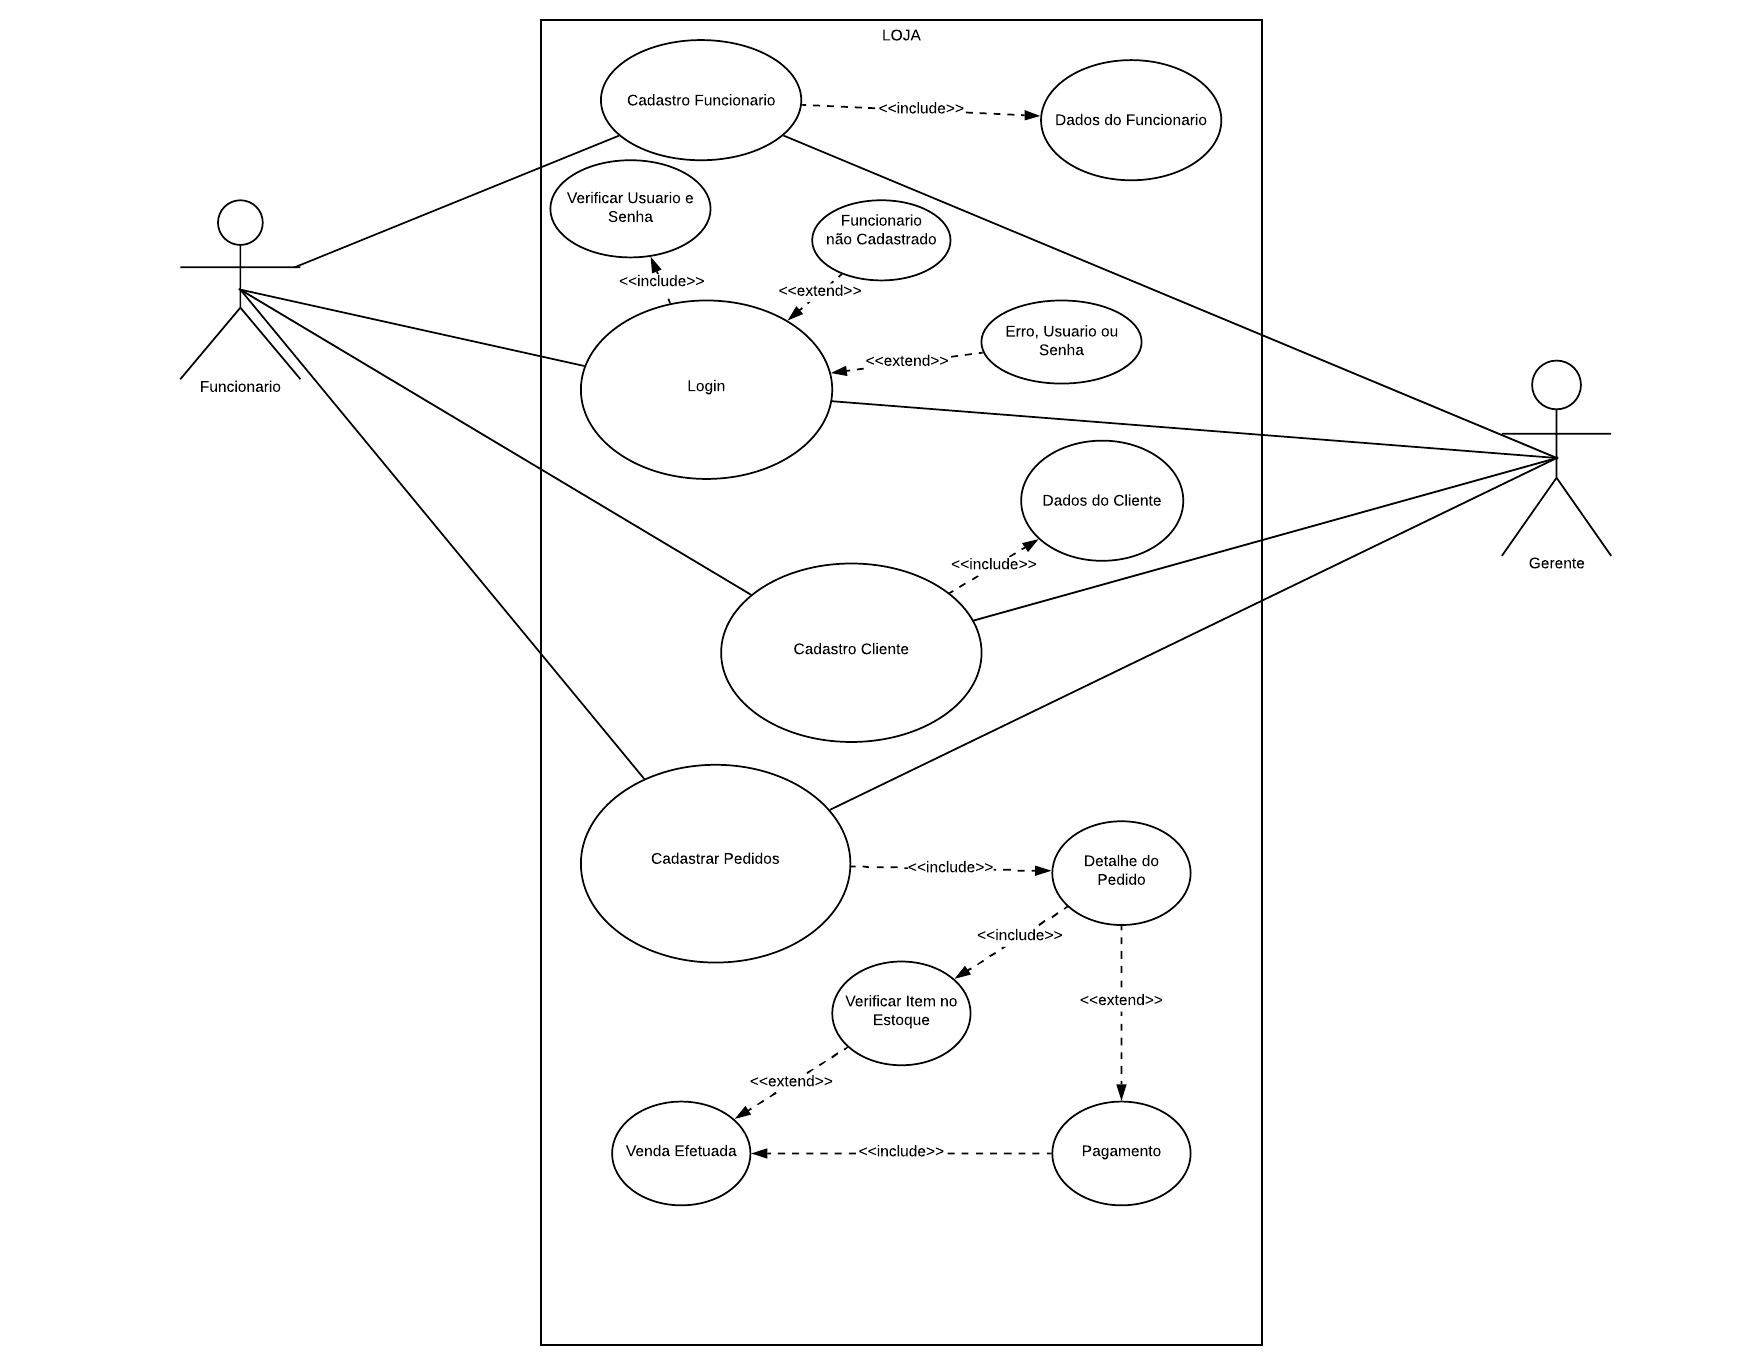 LOJA
Cadastro Funcionario
<<include>>
Dados do Funcionario
Verificar Usuario e
Senha
Funcionario
não Cadastrado
<<include>>
<<extend>>
Erro, Usuario ou
Senha
<<extend>>
Login
Funcionario
Dados do Cliente
<<include>>
Gerente
Cadastro Cliente
Cadastrar Pedidos
<<include>>
Detalhe do
Pedido
<<include>>
Verificar Item no
Estoque
<<extend>>
<<extend>>
Venda Efetuada
<<include>>
Pagamento